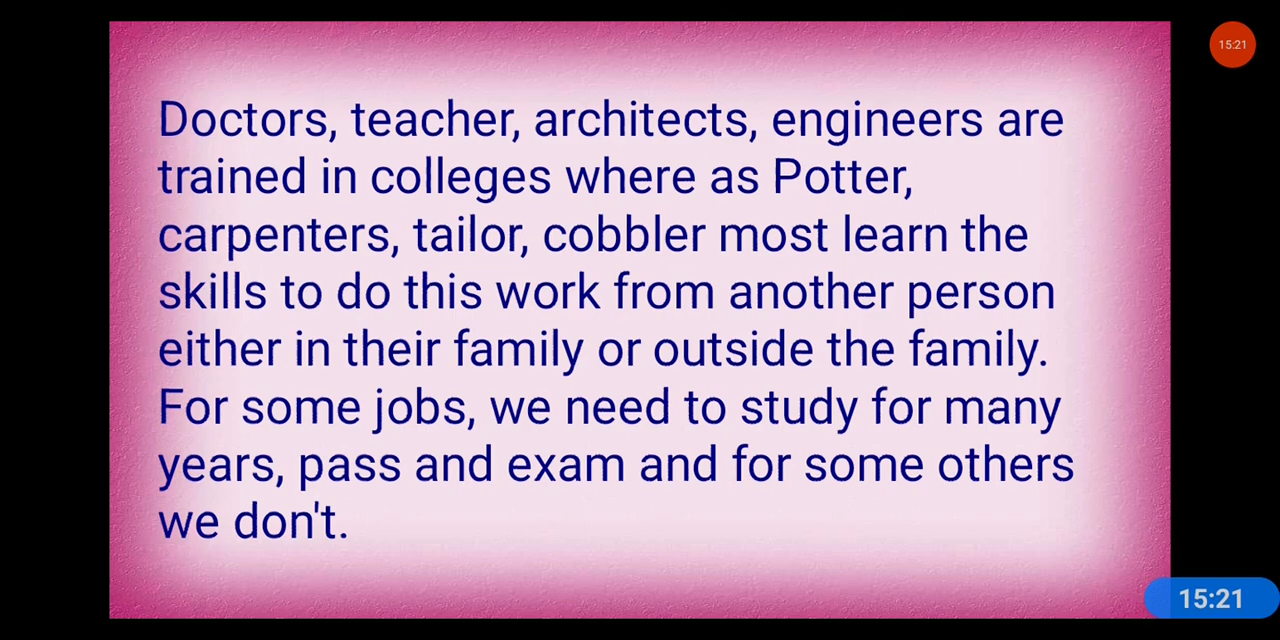 15:21
Doctors, teacher, architects, engineers are
trained in colleges where as Potter,
carpenters, tailor, cobbler most learn the
skills to do this work from another person
either in their family or outside the family.
For some jobs, we need to study for many
years, pass and exam and for some others
we don't.
15:21